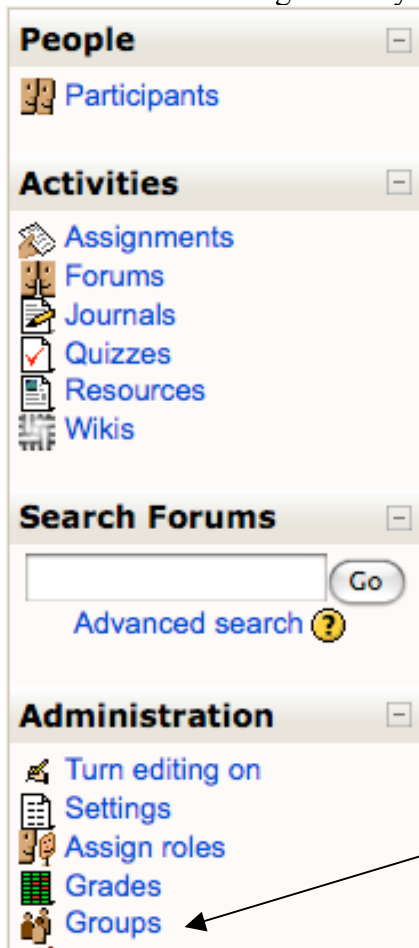 People
Participants
Activities
Assignments
Forums
Journals
Quizzes
Resources
Wikis
Search Forums
Go
Advanced search ?
Administration
Turn editing on
Settings
Assign roles
Grades
Groups